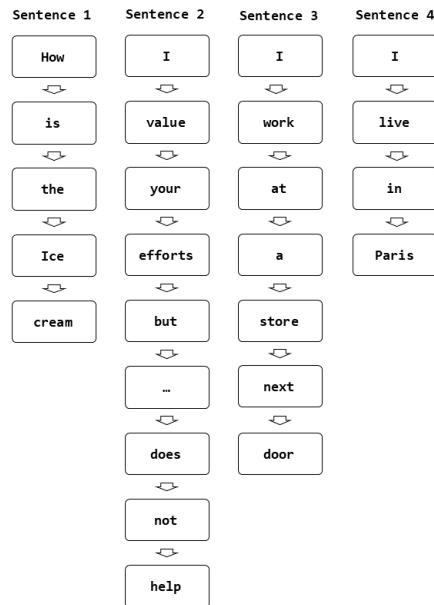 Sentence 1
How
is
the
Ice
cream
Sentence 2
I
value
your
efforts
but
…
does
not
help
Sentence 3
I
work
at
a
store
next
door
Sentence 4
I
live
in
Paris